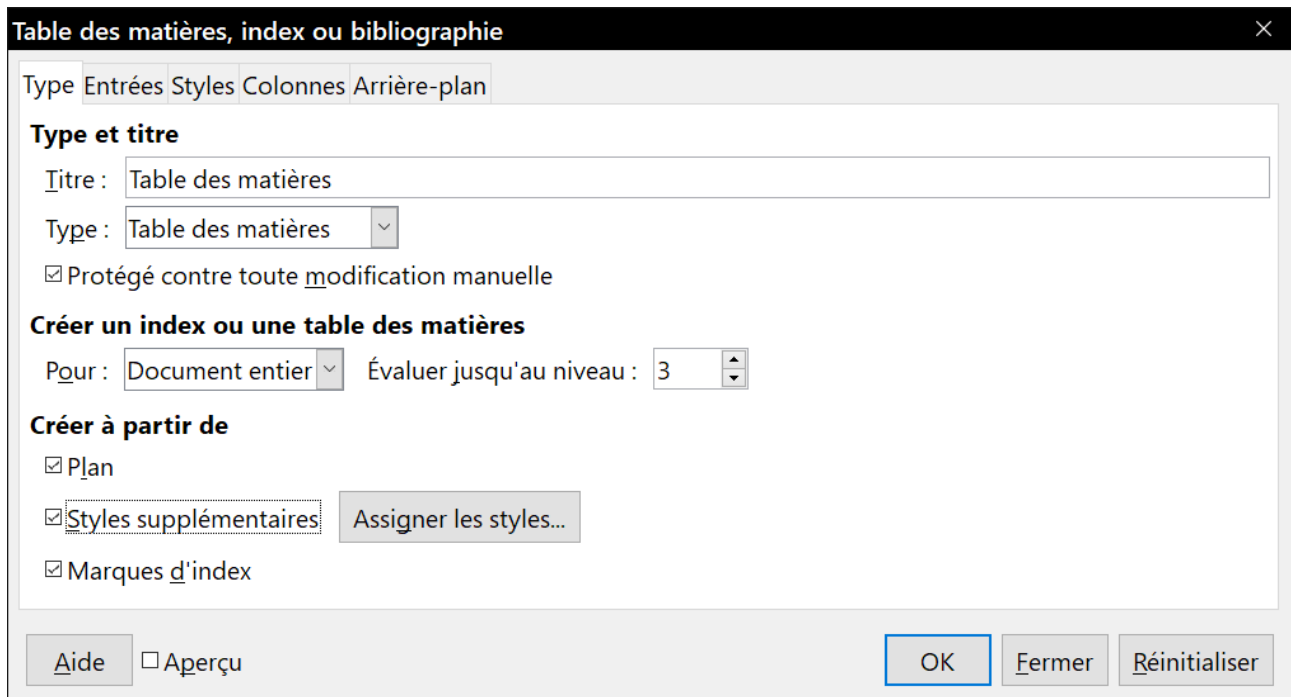 Table des matières, index ou bibliographie
Type Entrées Styles Colonnes Arrière-plan
Type et titre
Titre : Table des matières
Type : Table des matières
Protégé contre toute modification manuelle
Créer un index ou une table des matières
Pour : Document entier Évaluer jusqu'au niveau : 3
Créer à partir de
Plan
Styles supplémentaires Assigner les styles...
Marques d'index
Aide Aperçu OK Fermer Réinitialiser